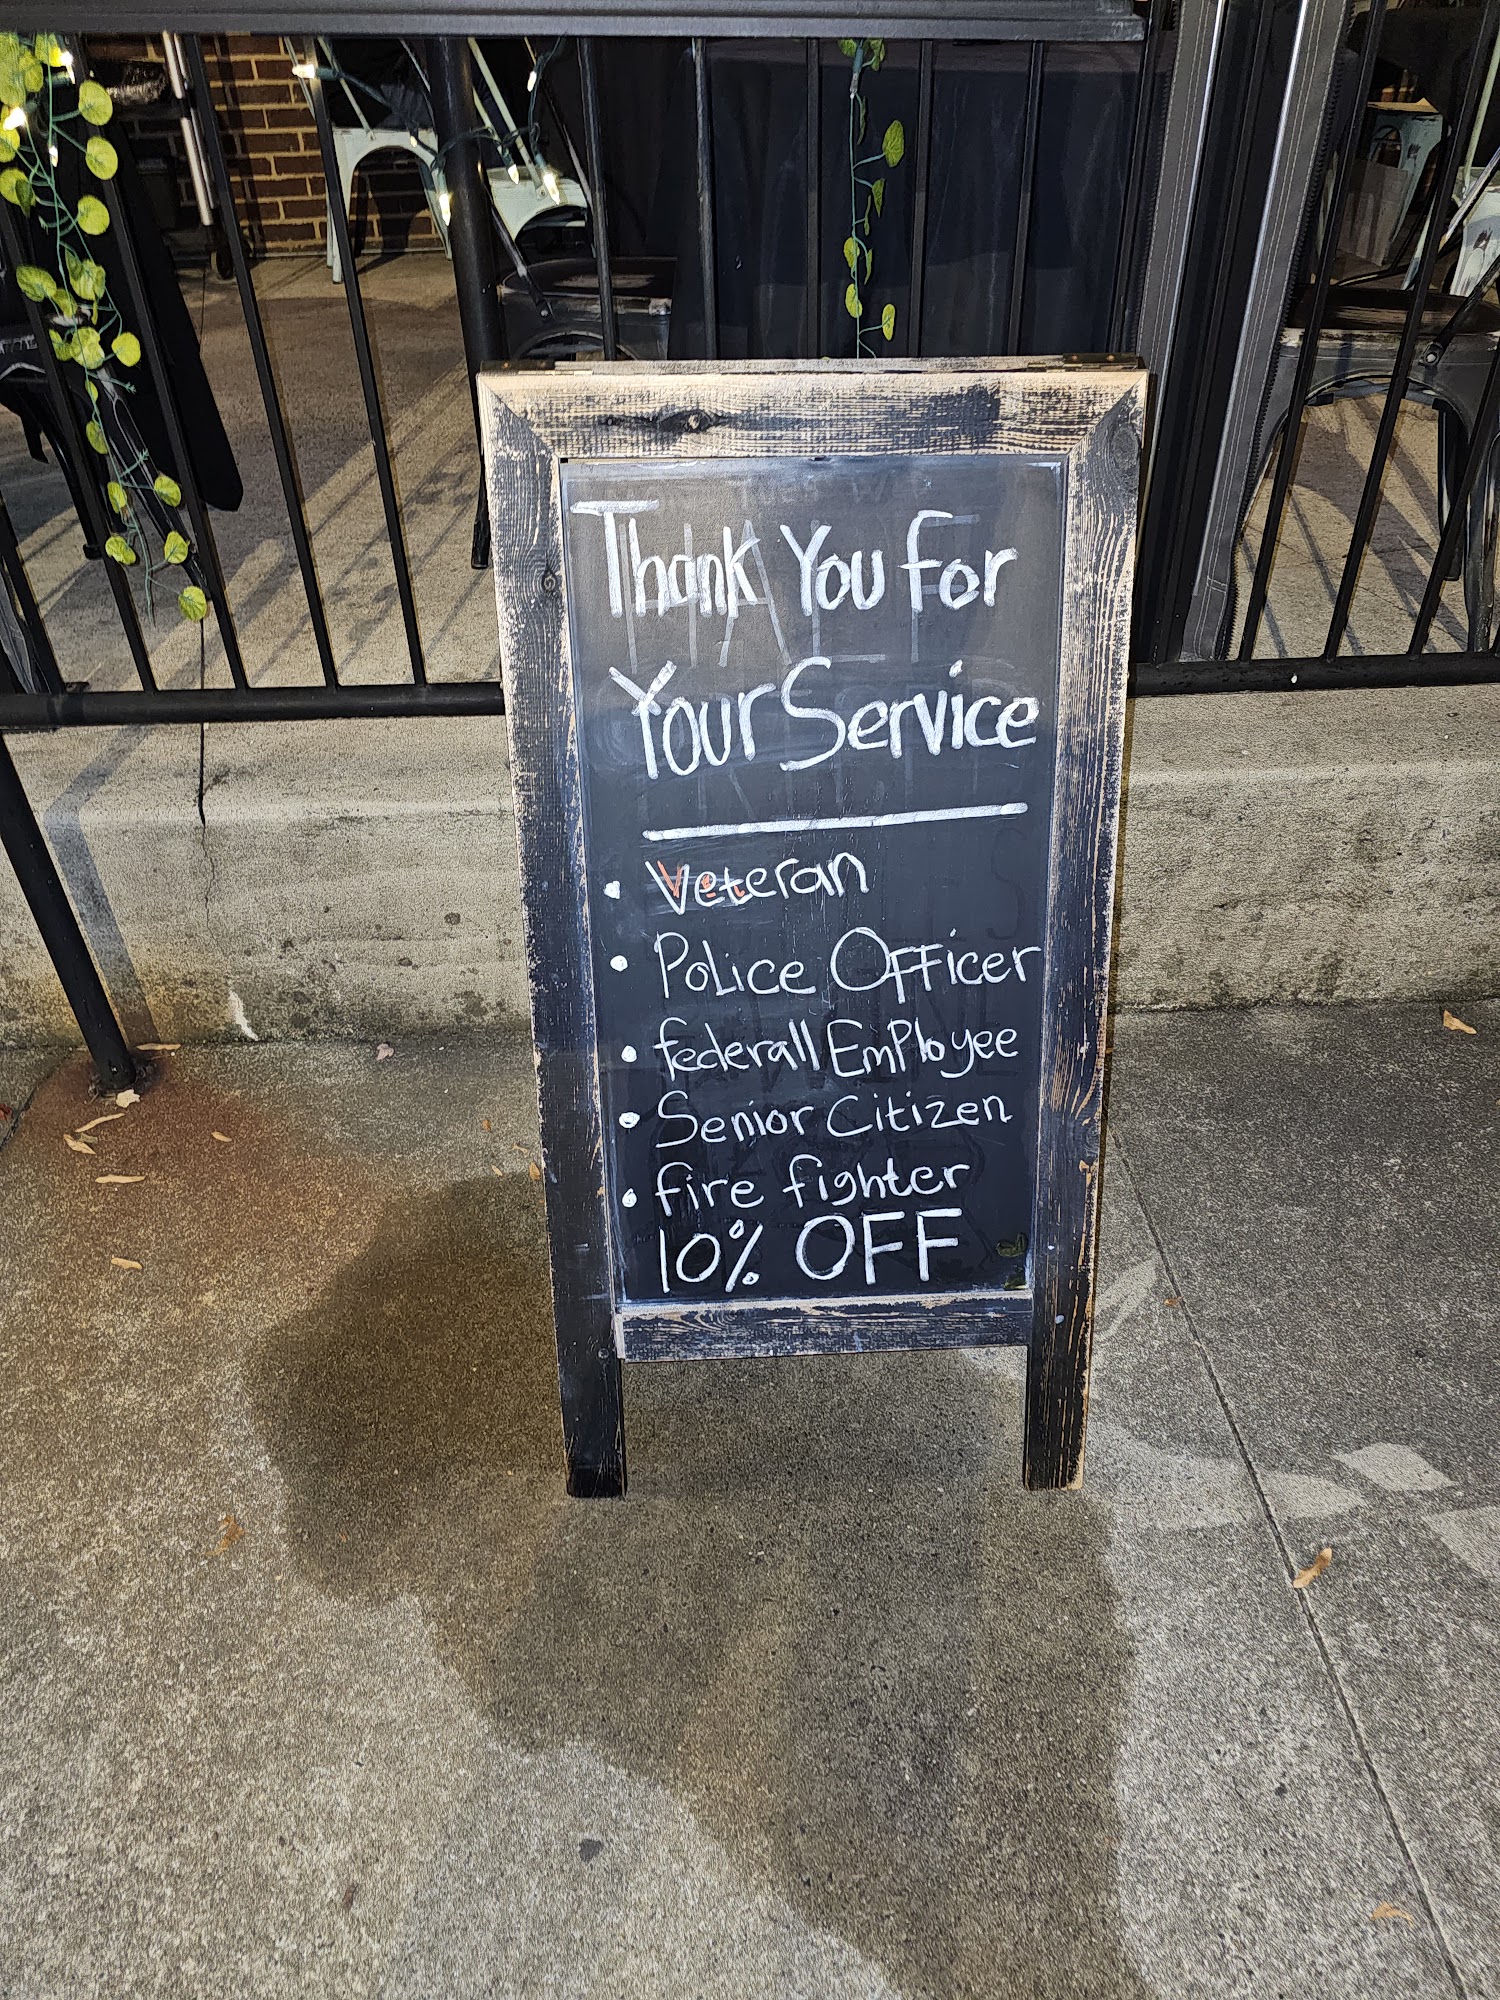 Thank You For
Your Service
• Veteran
• Police Officer
• federall Employee
• Senior Citizen
• fire fighter
10% OFF